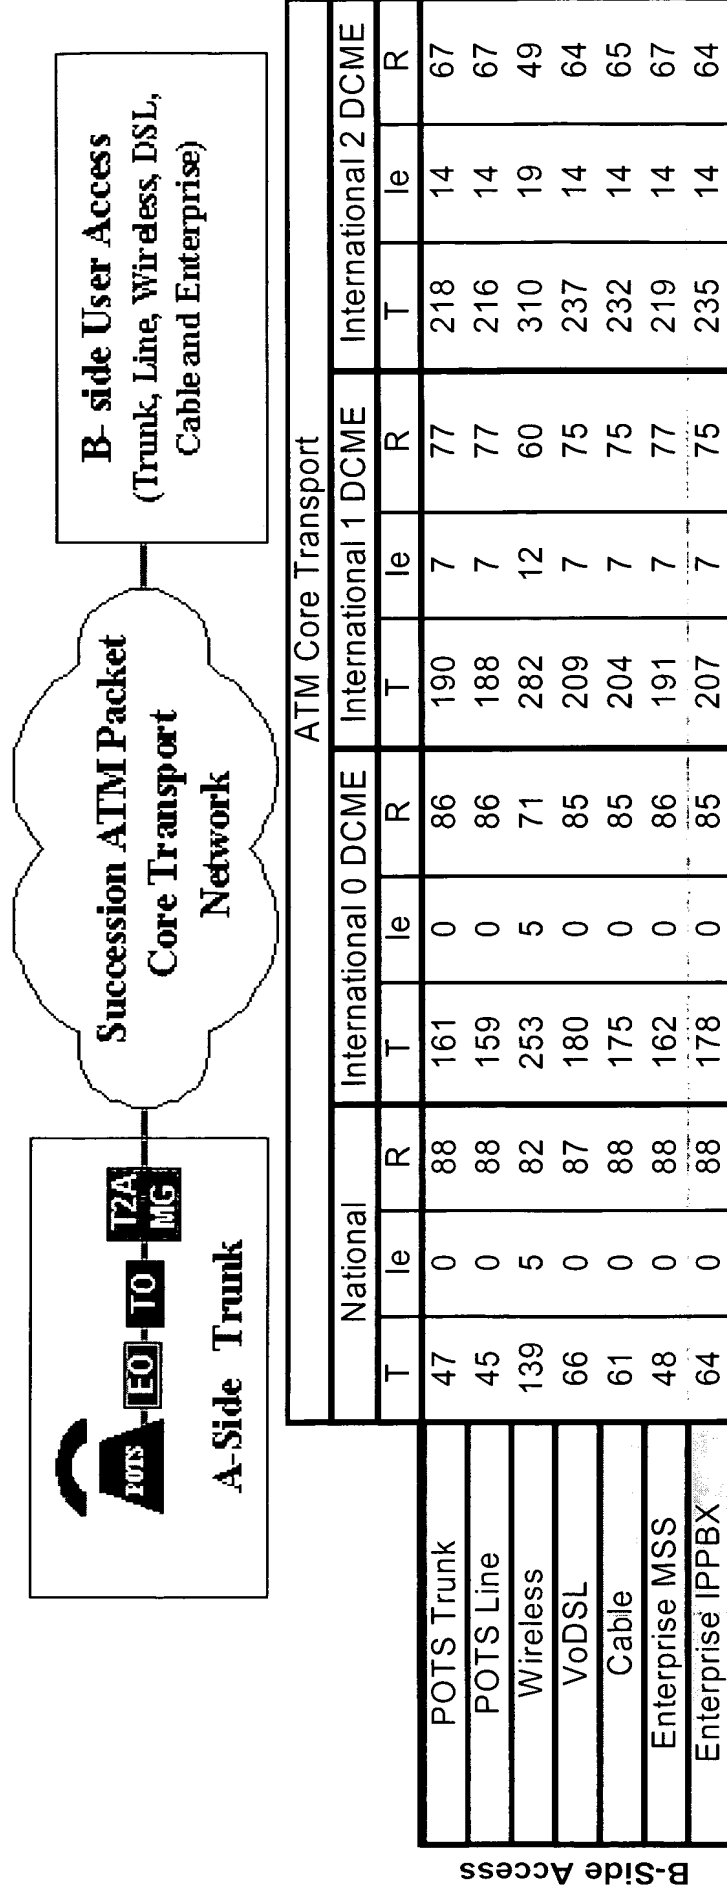 POTS
EO
TO
T2A
MG
A-Side Trunk
Succession ATM Packet
Core Transport
Network
B- side User Access
(Trunk, Line, Wireless, DSL,
Cable and Enterprise)
ATM Core Transport
National International 0 DCME International 1 DCME International 2 DCME
T Ie R T Ie R T Ie R T Ie R
B-Side Access
POTS Trunk 47 0 88 161 0 86 190 7 77 218 14 67
POTS Line 45 0 88 159 0 86 188 7 77 216 14 67
Wireless 139 5 82 253 5 71 282 12 60 310 19 49
VoDSL 66 0 87 180 0 85 209 7 75 237 14 64
Cable 61 0 88 175 0 85 204 7 75 232 14 65
Enterprise MSS 48 0 88 162 0 86 191 7 77 219 14 67
Enterprise IPPBX 64 0 88 178 0 85 207 7 75 235 14 64